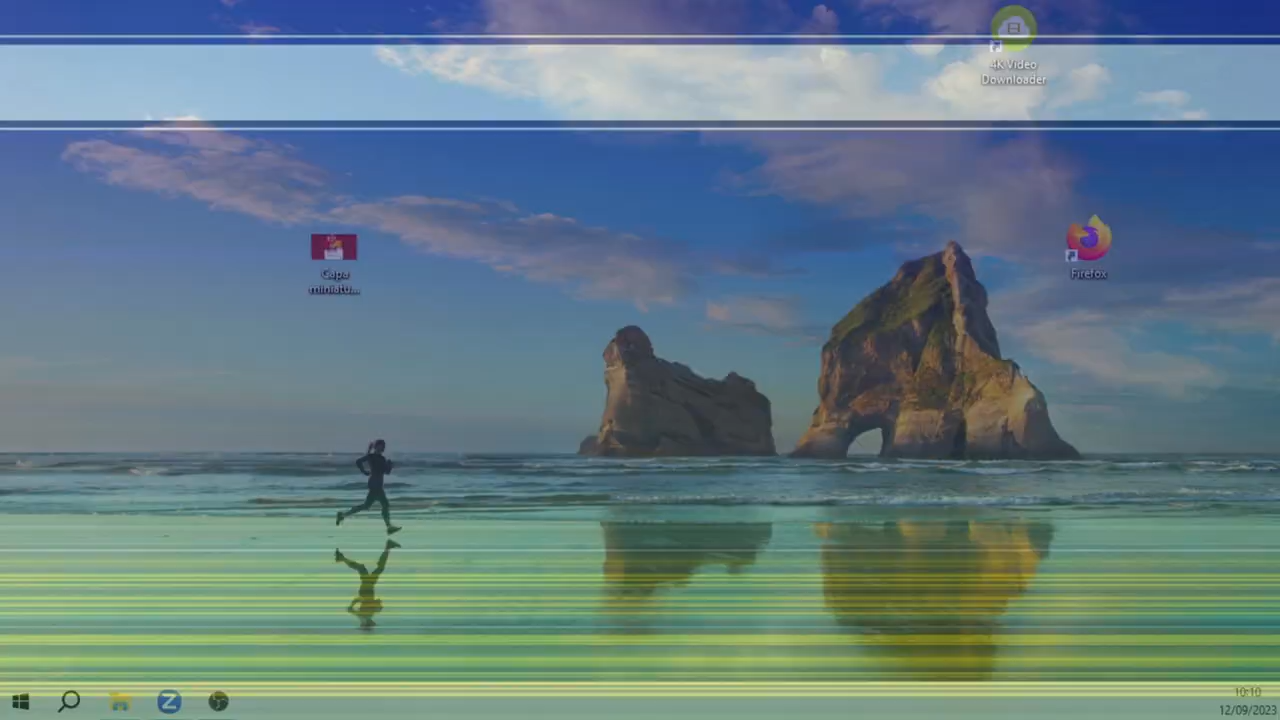 4K Video
Downloader
Capa
miniatu...
Firefox
Z
10:10
12/09/2023